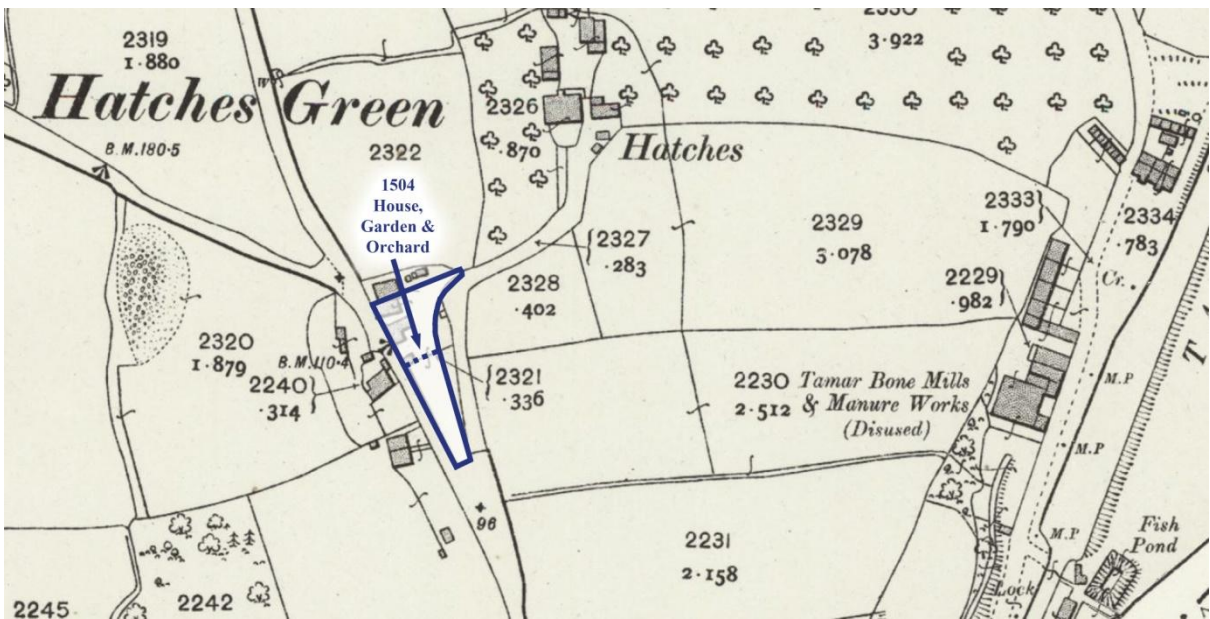 2319
1·880
3·922
W
Hatches Green
B.M.180·5
2322
2326
·870
Hatches
1504
House,
Garden &
Orchard
2327
·283
2328
·402
2329
3·078
2333
1·790
2334
·783
2229
·982
Cr.
T A
2320
1·879
B.M.110·4
2240
·314
2321
·336
2230 Tamar Bone Mills
2·512 & Manure Works
(Disused)
M.P
M.P
96
2231
2·158
M.P
Fish
Pond
Lock
2245
2242